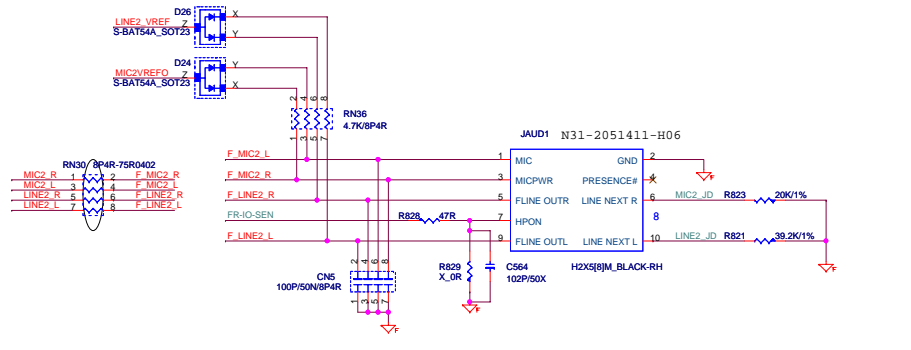 D26
LINE2_VREF
Z
X
Y
S-BAT54A_SOT23
D24
MIC2VREFO
Z
Y
X
S-BAT54A_SOT23
2
4
6
8
RN36
4.7K/8P4R
1
3
5
7
JAUD1 N31-2051411-H06
RN30 8P4R-75R0402
MIC2_R 1 2 F_MIC2_R
MIC2_L 3 4 F_MIC2_L
LINE2_R 5 6 F_LINE2_R
LINE2_L 7 8 F_LINE2_L
F_MIC2_L 1 MIC GND 2
F
F_MIC2_R 3 MICPWR PRESENCE# 4
F_LINE2_R 5 FLINE OUTR LINE NEXT R 6 MIC2_JD R823 20K/1%
FR-IO-SEN R828 47R 7 HPON 8
F_LINE2_L 9 FLINE OUTL LINE NEXT L 10 LINE2_JD R821 39.2K/1%
F
H2X5[8]M_BLACK-RH
2
4
6
8
CN5
100P/50N/8P4R
1
3
5
7
F
R829
X_0R
C564
102P/50X
F